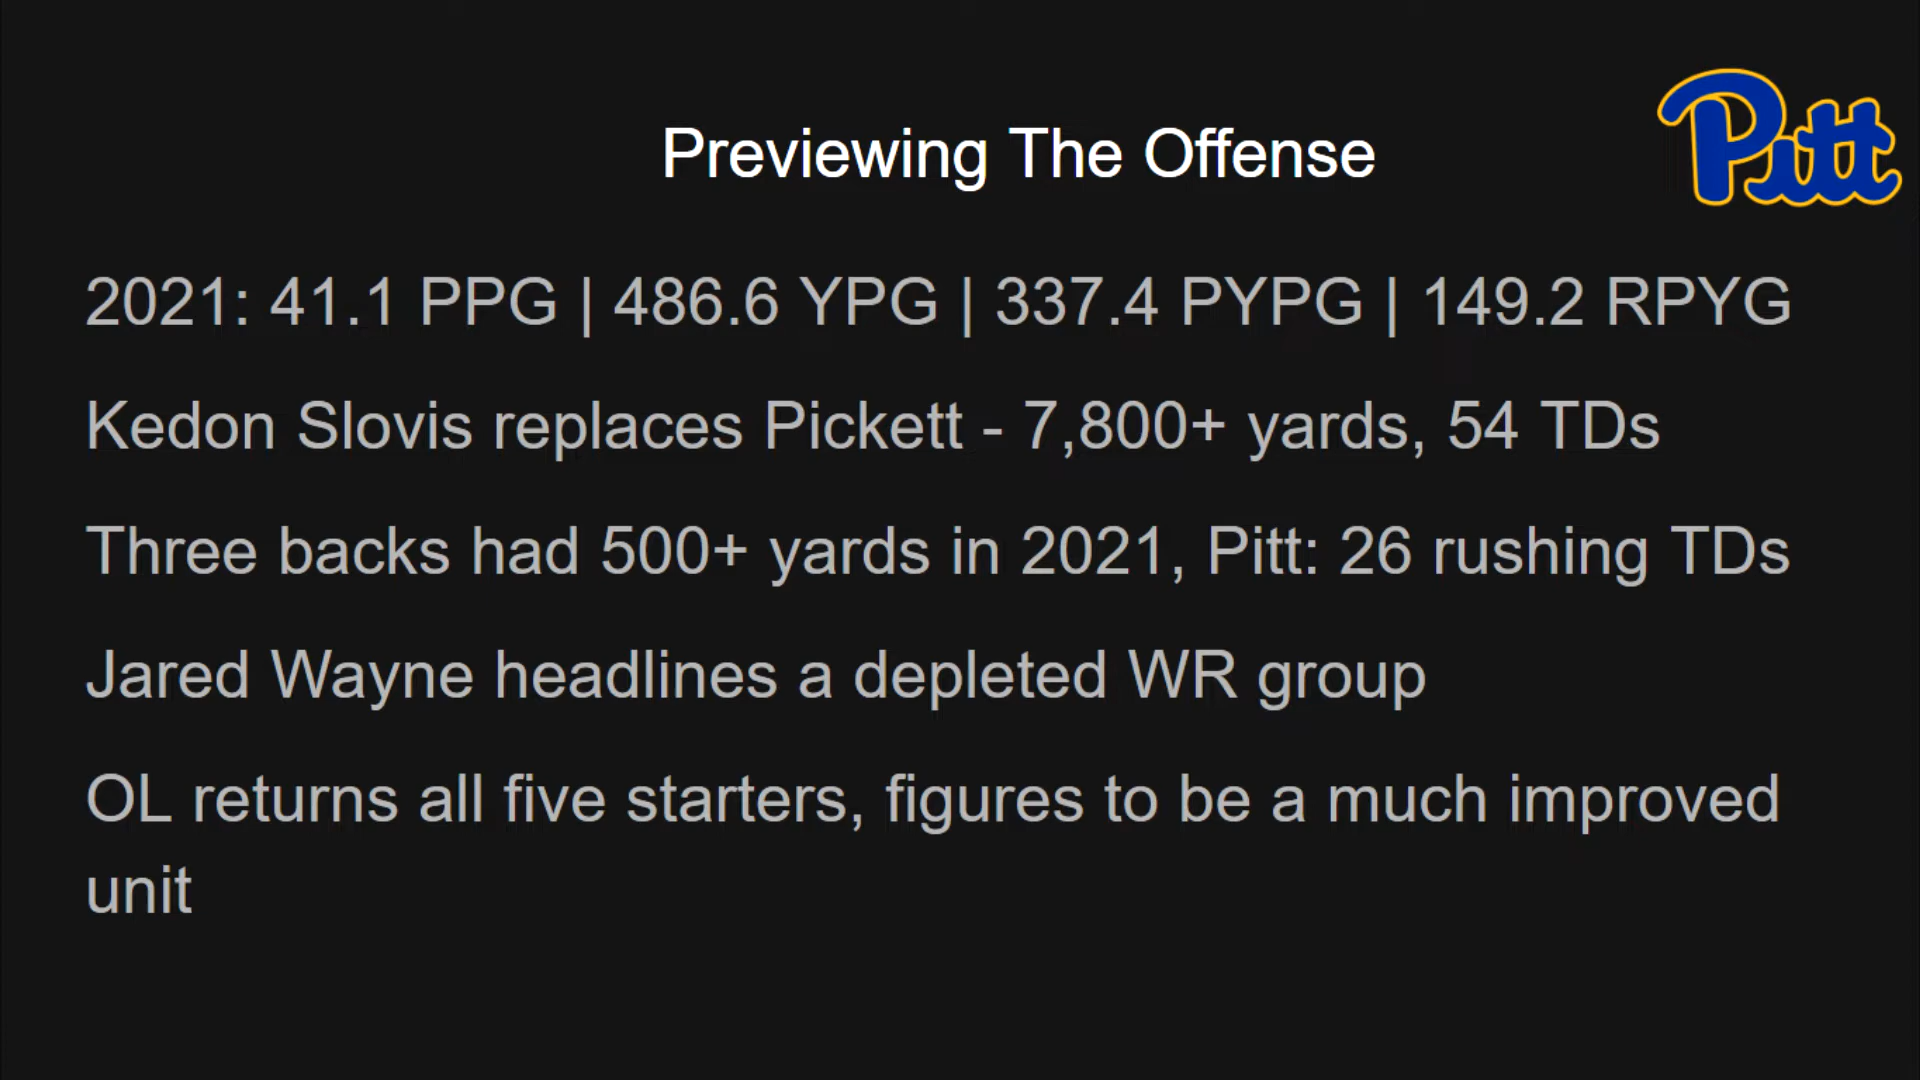 Pitt
Previewing The Offense
2021: 41.1 PPG | 486.6 YPG | 337.4 PYPG | 149.2 RPYG
Kedon Slovis replaces Pickett - 7,800+ yards, 54 TDs
Three backs had 500+ yards in 2021, Pitt: 26 rushing TDs
Jared Wayne headlines a depleted WR group
OL returns all five starters, figures to be a much improved
unit